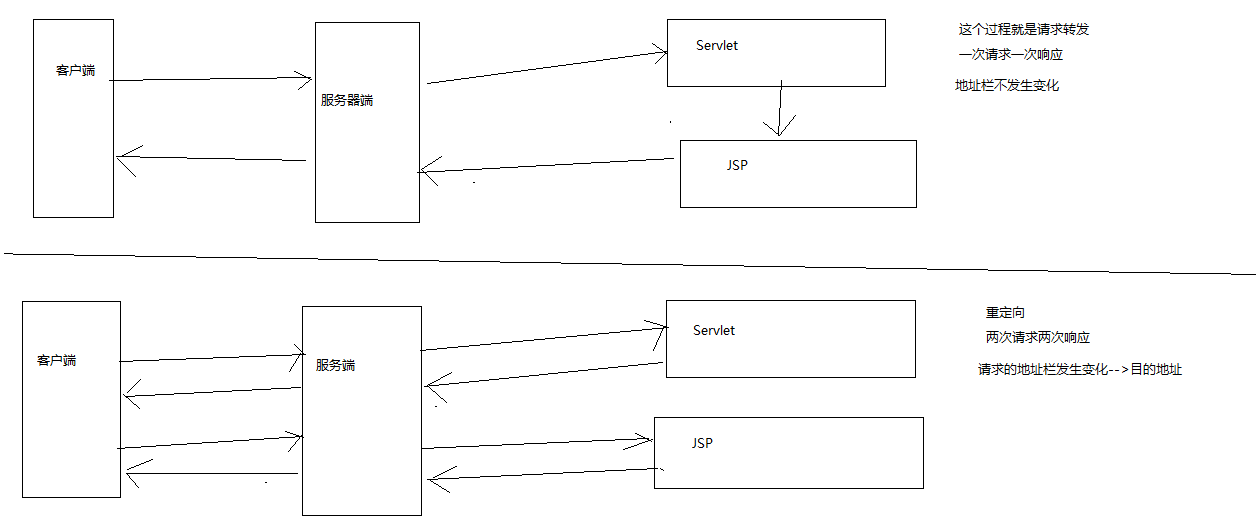 客户端
服务器端
Servlet
JSP
这个过程就是请求转发
一次请求一次响应
地址栏不发生变化
客户端
服务端
Servlet
JSP
重定向
两次请求两次响应
请求的地址栏发生变化-->目的地址